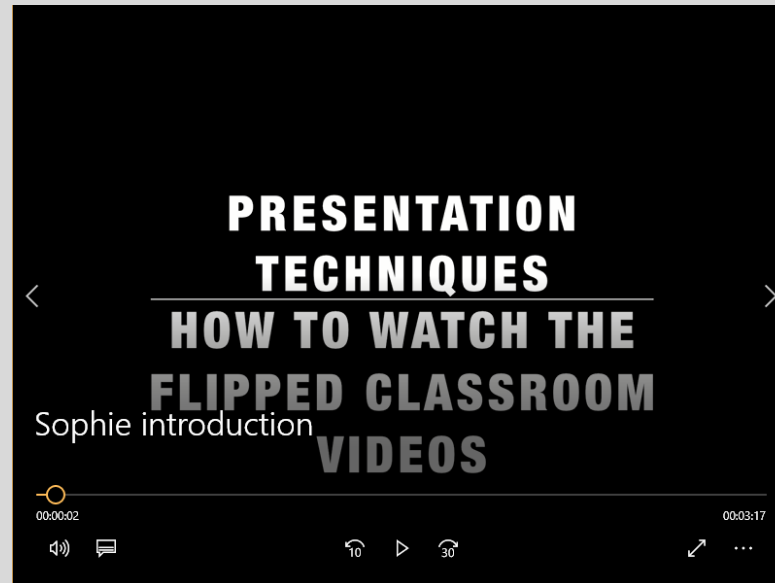 PRESENTATION
TECHNIQUES
HOW TO WATCH THE
FLIPPED CLASSROOM
Sophie introduction
VIDEOS
00:00:02
00:03:17
10
30